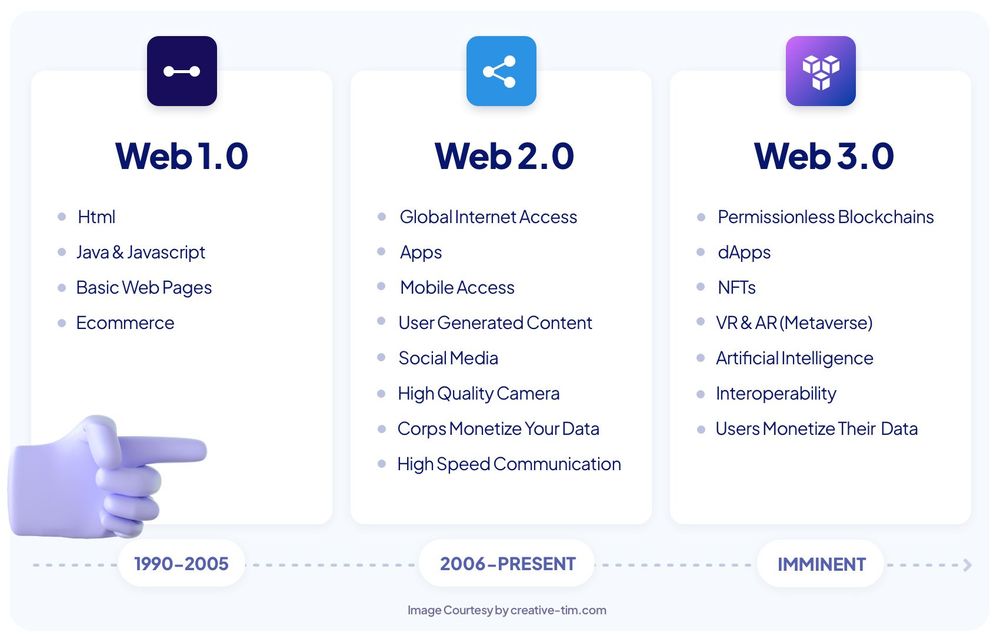 Web 1.0
Html
Java & Javascript
Basic Web Pages
Ecommerce
Web 2.0
Global Internet Access
Apps
Mobile Access
User Generated Content
Social Media
High Quality Camera
Corps Monetize Your Data
High Speed Communication
Web 3.0
Permissionless Blockchains
dApps
NFTs
VR & AR (Metaverse)
Artificial Intelligence
Interoperability
Users Monetize Their Data
1990-2005
2006-PRESENT
IMMINENT
Image Courtesy by creative-tim.com